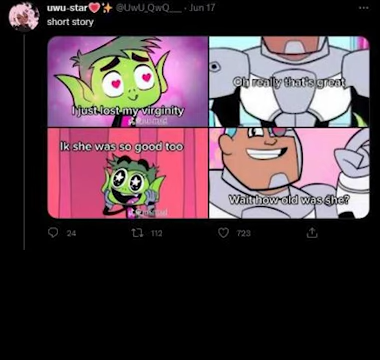 uwu-star @UwU_QwQ__ · Jun 17
short story
I just lost my virginity
Oh really that's great
Ik she was so good too
Wait how old was she?
24 112 723